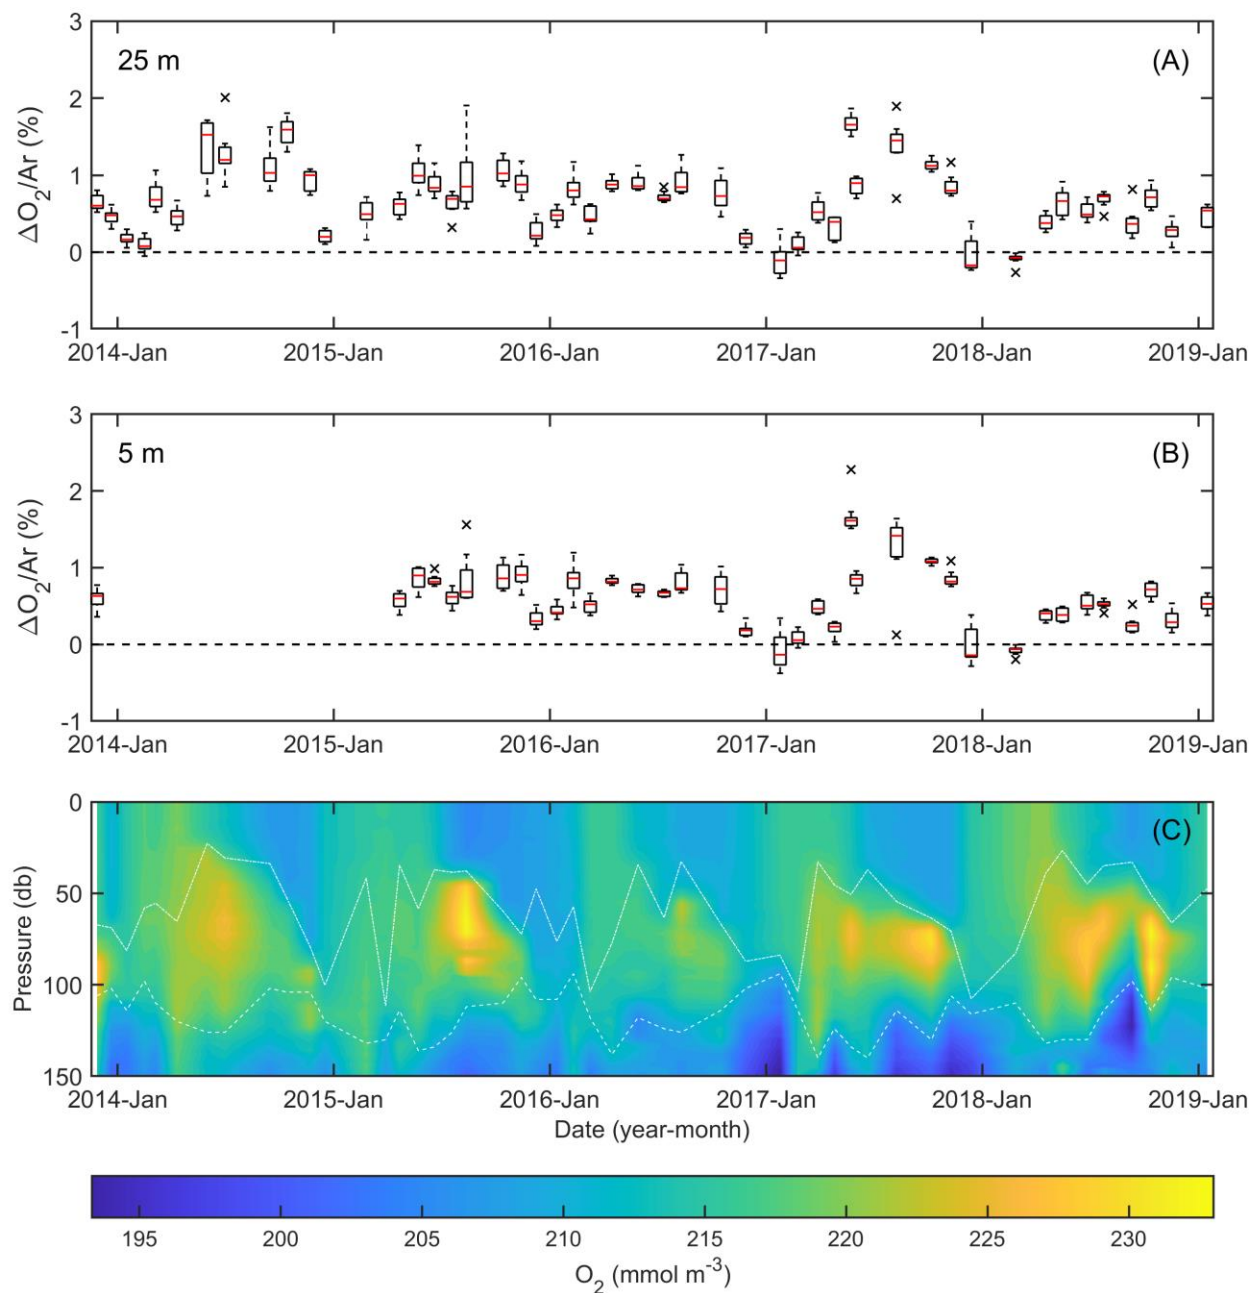 3
2
1
0
-1
ΔO₂/Ar (%)
25 m
(A)
2014-Jan 2015-Jan 2016-Jan 2017-Jan 2018-Jan 2019-Jan
3
2
1
0
-1
ΔO₂/Ar (%)
5 m
(B)
2014-Jan 2015-Jan 2016-Jan 2017-Jan 2018-Jan 2019-Jan
0
50
100
150
Pressure (db)
(C)
2014-Jan 2015-Jan 2016-Jan 2017-Jan 2018-Jan 2019-Jan
Date (year-month)
195 200 205 210 215 220 225 230
O₂ (mmol m⁻³)